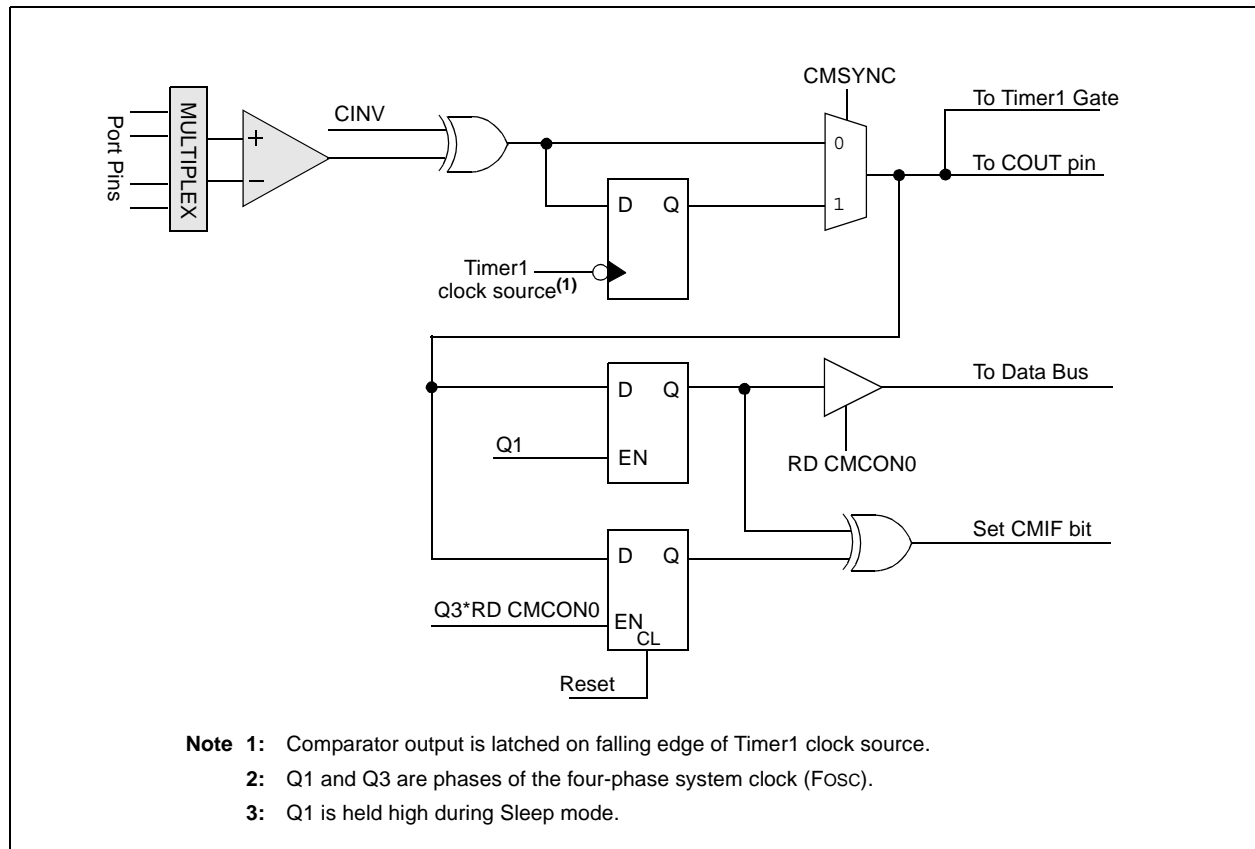 CMSYNC
To Timer1 Gate
CINV
MULTIPLEX
Port Pins
+
−
0
To COUT pin
D Q
1
Timer1
clock source(1)
D Q
To Data Bus
Q1
EN
RD CMCON0
Set CMIF bit
D Q
Q3*RD CMCON0
EN
CL
Reset
Note 1: Comparator output is latched on falling edge of Timer1 clock source.
2: Q1 and Q3 are phases of the four-phase system clock (FOSC).
3: Q1 is held high during Sleep mode.